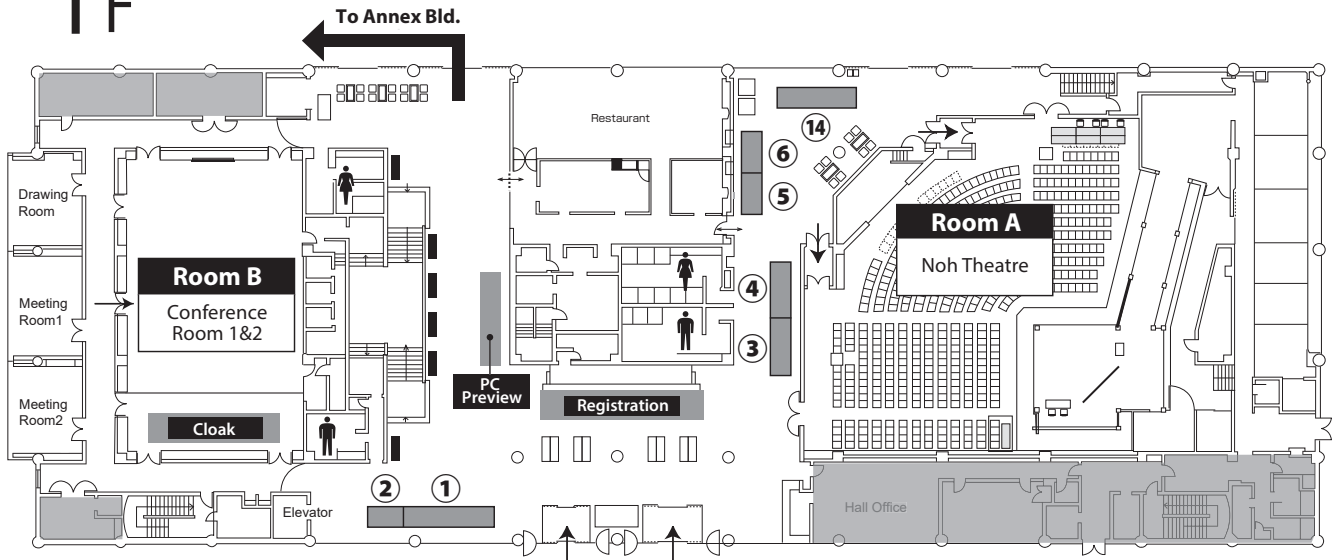 1F
To Annex Bldg.
Restaurant
⑭
⑥
⑤
Drawing
Room
Room A
Noh Theatre
Room B
Conference
Room 1&2
Meeting
Room1
④
③
Meeting
Room2
PC
Preview
Registration
Cloak
②
①
Elevator
Hall Office